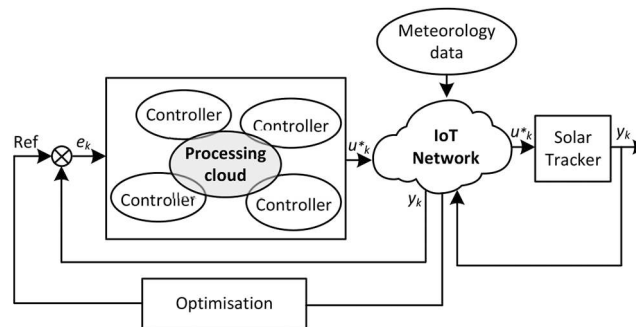 Meteorology
data
Ref
e_k
Controller
Controller
Processing
cloud
Controller
Controller
u*_k
IoT
Network
u*_k
Solar
Tracker
y_k
y_k
Optimisation